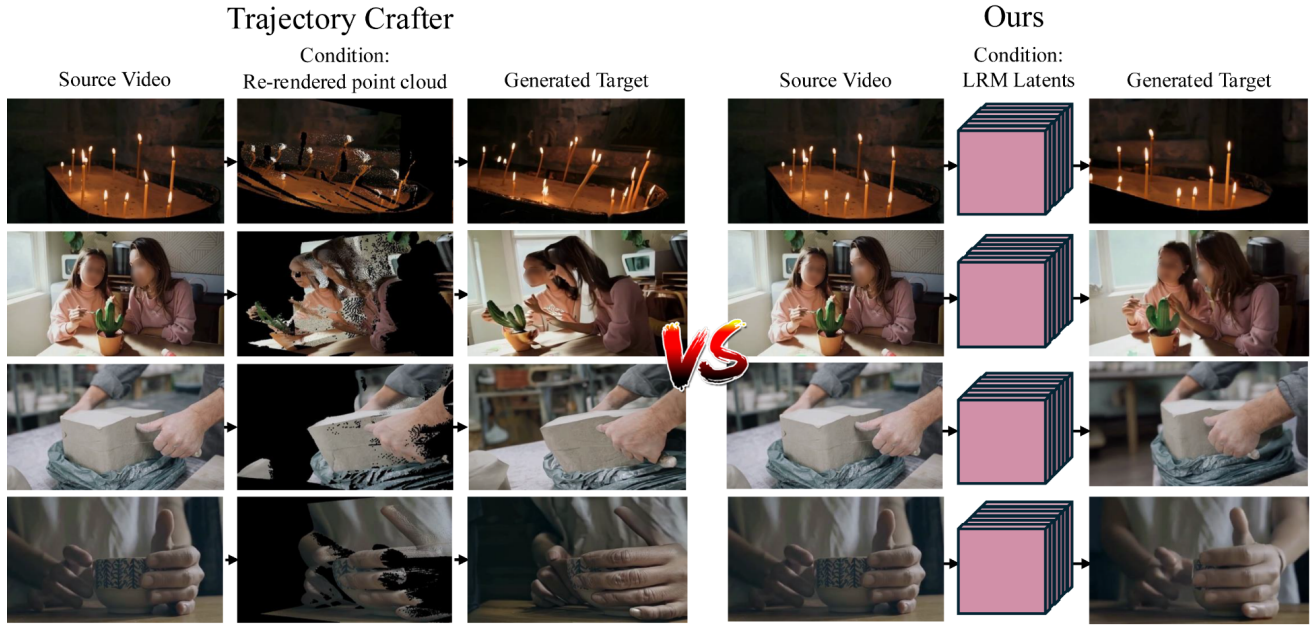 Trajectory Crafter
Ours
Source Video
Condition:
Re-rendered point cloud
Generated Target
Source Video
Condition:
LRM Latents
Generated Target
VS